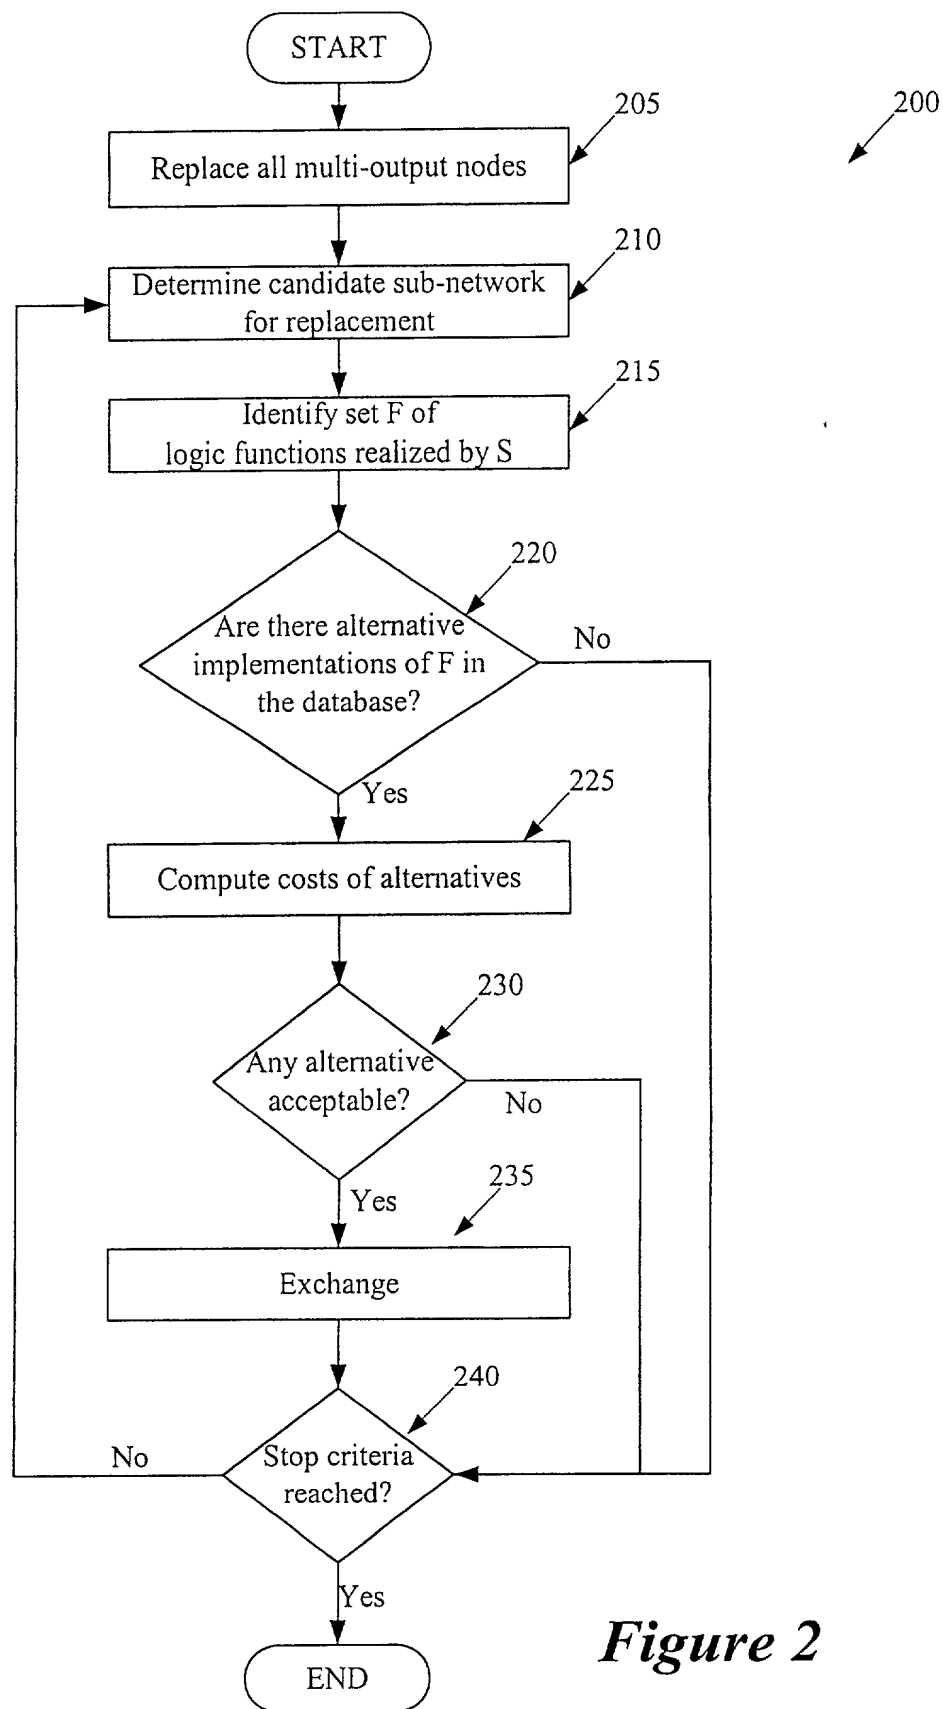 START
205
200
Replace all multi-output nodes
210
Determine candidate sub-network
for replacement
215
Identify set F of
logic functions realized by S
220
Are there alternative
implementations of F in
the database?
No
Yes
225
Compute costs of alternatives
230
Any alternative
acceptable?
No
Yes
235
Exchange
240
Stop criteria
reached?
No
Yes
END
Figure 2